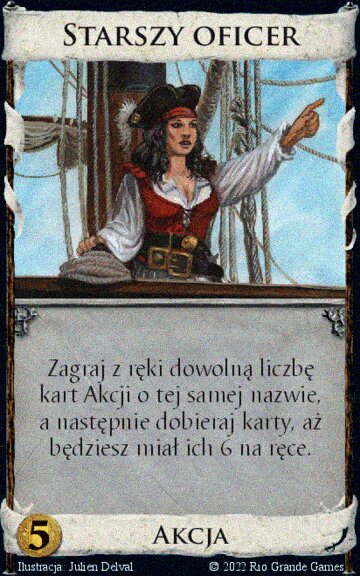 Starszy oficer
Zagraj z ręki dowolną liczbę
kart Akcji o tej samej nazwie,
a następnie dobieraj karty, aż
będziesz miał ich 6 na ręce.
5
Akcja
Ilustracja: Julien Delval
© 2022 Rio Grande Games